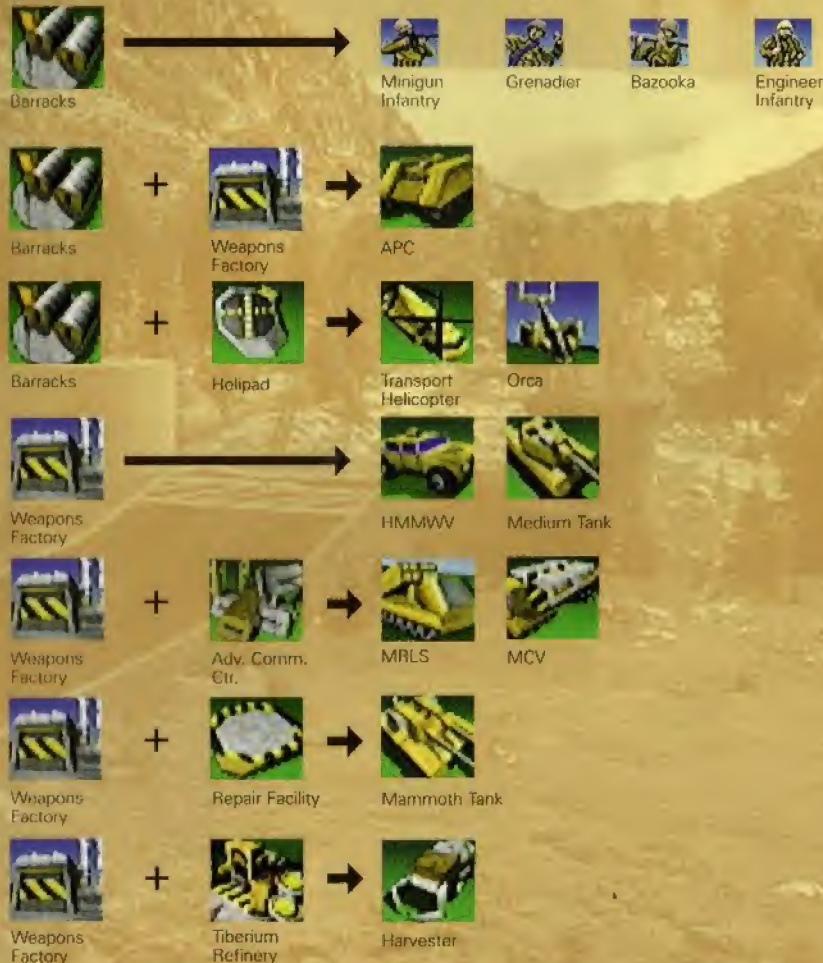 Barracks
Minigun
Infantry
Grenadier
Bazooka
Engineer
Infantry
Barracks
+
Weapons
Factory
APC
Barracks
+
Helipad
Transport
Helicopter
Orca
Weapons
Factory
HMMWV
Medium Tank
Weapons
Factory
+
Adv. Comm.
Ctr.
MRLS
MCV
Weapons
Factory
+
Repair Facility
Mammoth Tank
Weapons
Factory
+
Tiberium
Refinery
Harvester